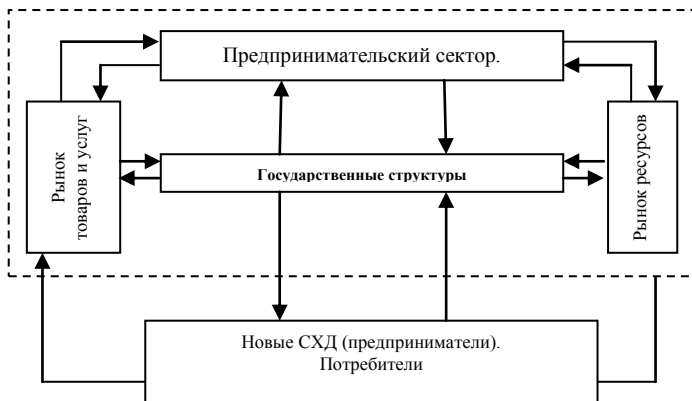 Предпринимательский сектор.
Рынок
товаров и услуг
Государственные структуры
Рынок ресурсов
Новые СХД (предприниматели).
Потребители